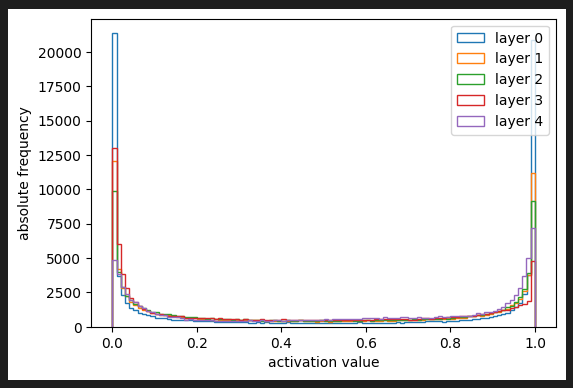 20000
17500
15000
12500
10000
7500
5000
2500
0
absolute frequency
layer 0
layer 1
layer 2
layer 3
layer 4
0.0 0.2 0.4 0.6 0.8 1.0
activation value